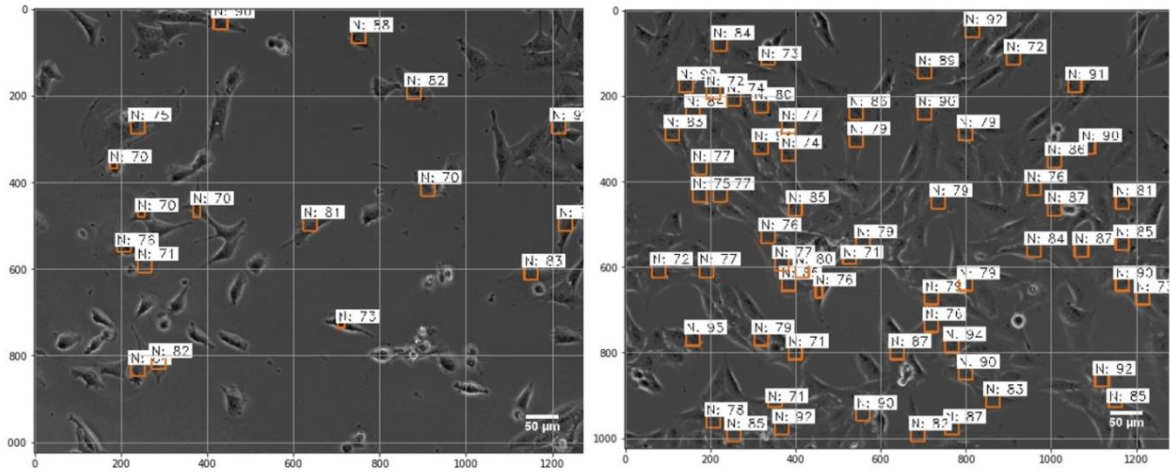 0
200
400
600
800
000
0
200
400
600
800
1000
1200
N: 90
N: 88
N: 82
N: 75
N: 70
N: 70
N: 70
N: 70
N: 81
N: 76
N: 71
N: 83
N: 73
N: 82
50 μm
0
200
400
600
800
1000
0
200
400
600
800
1000
1200
N: 92
N: 84
N: 72
N: 73
N: 89
N: 91
N: 72
N: 74
N: 80
N: 86
N: 90
N: 84
N: 83
N: 77
N: 79
N: 79
N: 90
N: 74
N: 86
N: 77
N: 76
N: 75
77
N: 85
N: 79
N: 87
N: 81
N: 76
N: 79
N: 84
N: 87
N: 85
N: 72
N: 77
N: 77
N: 80
N: 71
N: 76
N: 79
N: 90
N: 76
N: 95
N: 79
N: 71
N: 87
N: 94
N: 90
N: 92
N: 83
N: 85
N: 71
N: 78
N: 92
N: 90
N: 85
N: 82
N: 87
50 μm